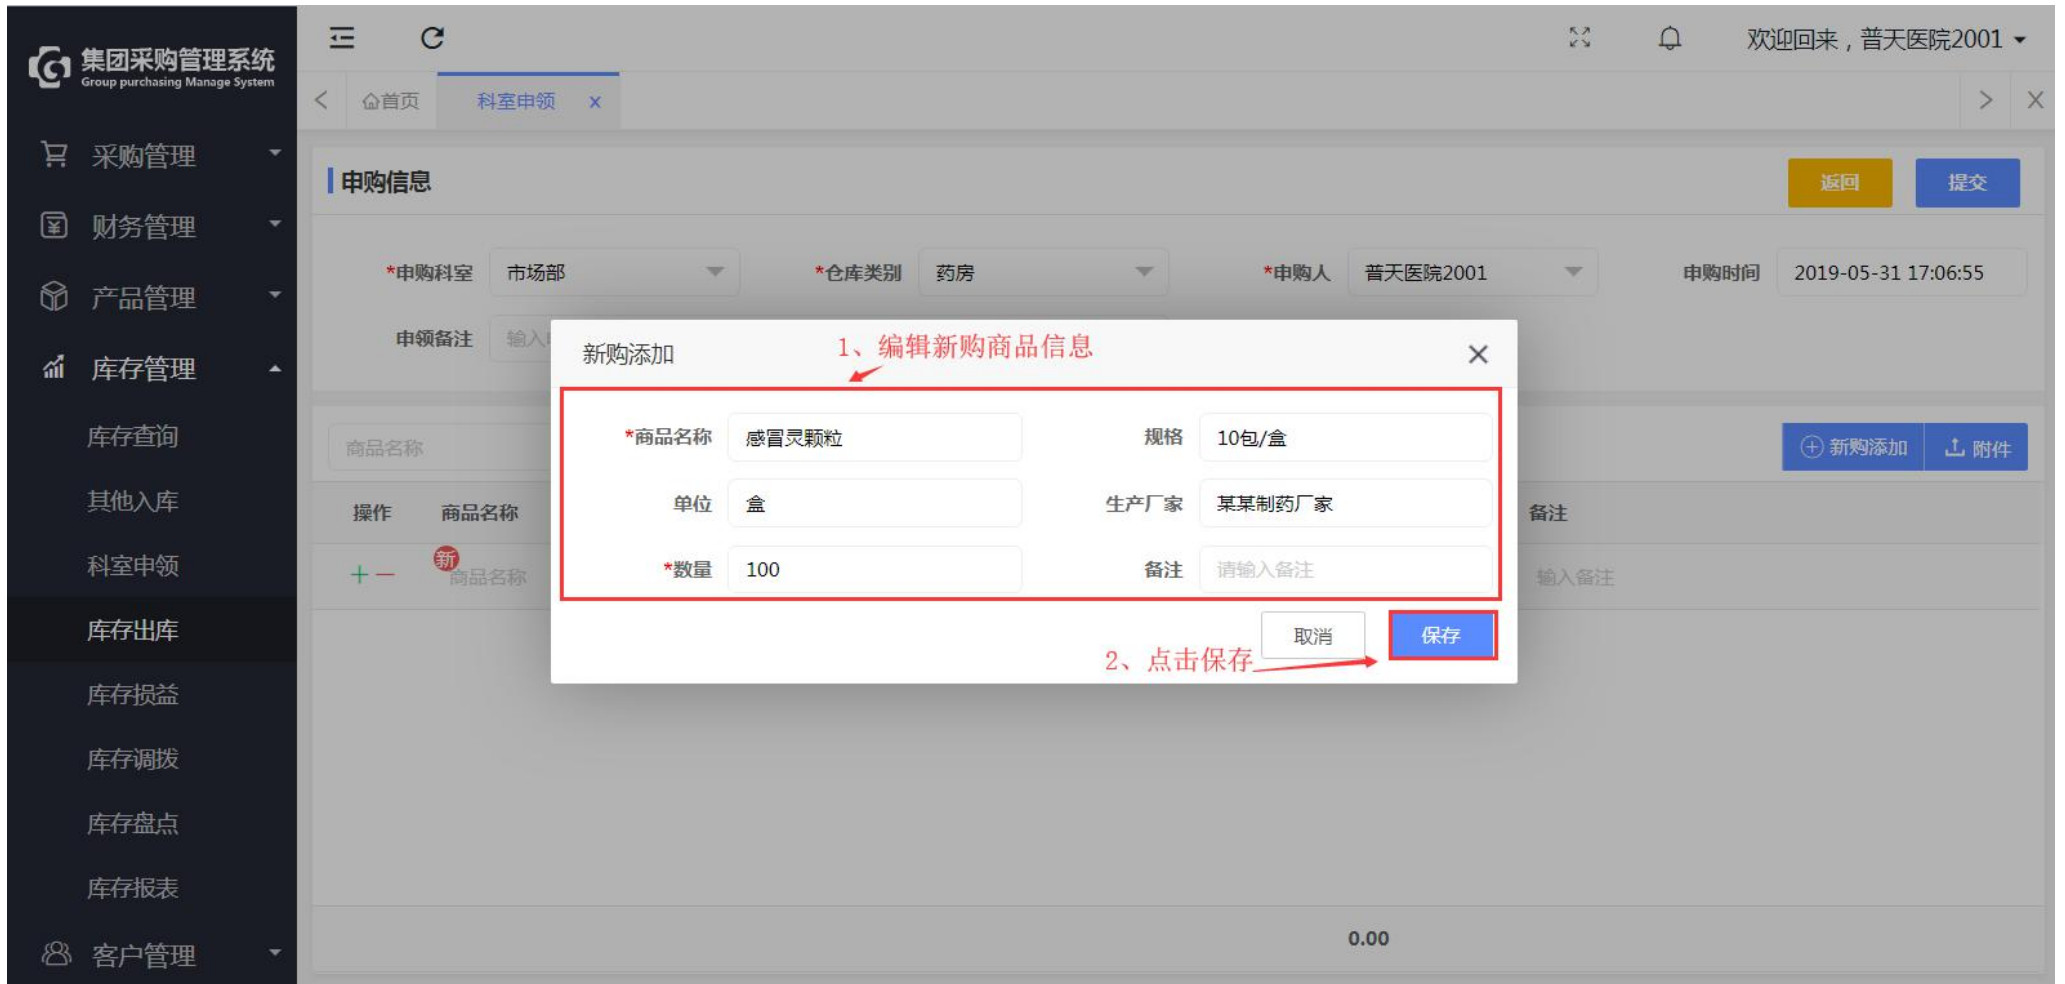 集团采购管理系统
Group purchasing Manage System
欢迎回来，普天医院2001
首页 科室申领 x
采购管理
财务管理
产品管理
库存管理
库存查询
其他入库
科室申领
库存出库
库存损益
库存调拨
库存盘点
库存报表
客户管理
申购信息
返回 提交
*申购科室 市场部 *仓库类别 药房 *申购人 普天医院2001 申购时间 2019-05-31 17:06:55
申领备注 输入
新购添加
1、编辑新购商品信息
*商品名称 感冒灵颗粒 规格 10包/盒
单位 盒 生产厂家 某某制药厂家
*数量 100 备注 请输入备注
取消 保存
2、点击保存
商品名称
新购添加 附件
操作 商品名称 备注
新 商品名称 输入备注
0.00